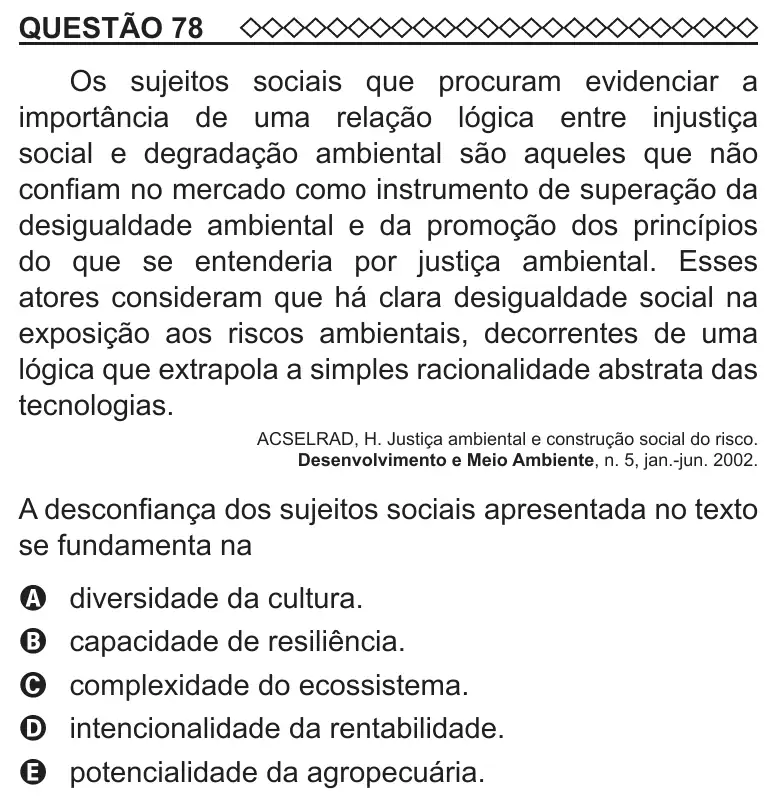 QUESTÃO 78
Os sujeitos sociais que procuram evidenciar a
importância de uma relação lógica entre injustiça
social e degradação ambiental são aqueles que não
confiam no mercado como instrumento de superação da
desigualdade ambiental e da promoção dos princípios
do que se entenderia por justiça ambiental. Esses
atores consideram que há clara desigualdade social na
exposição aos riscos ambientais, decorrentes de uma
lógica que extrapola a simples racionalidade abstrata das
tecnologias.
ACSELRAD, H. Justiça ambiental e construção social do risco.
Desenvolvimento e Meio Ambiente, n. 5, jan.-jun. 2002.
A desconfiança dos sujeitos sociais apresentada no texto
se fundamenta na
A diversidade da cultura.
B capacidade de resiliência.
C complexidade do ecossistema.
D intencionalidade da rentabilidade.
E potencialidade da agropecuária.